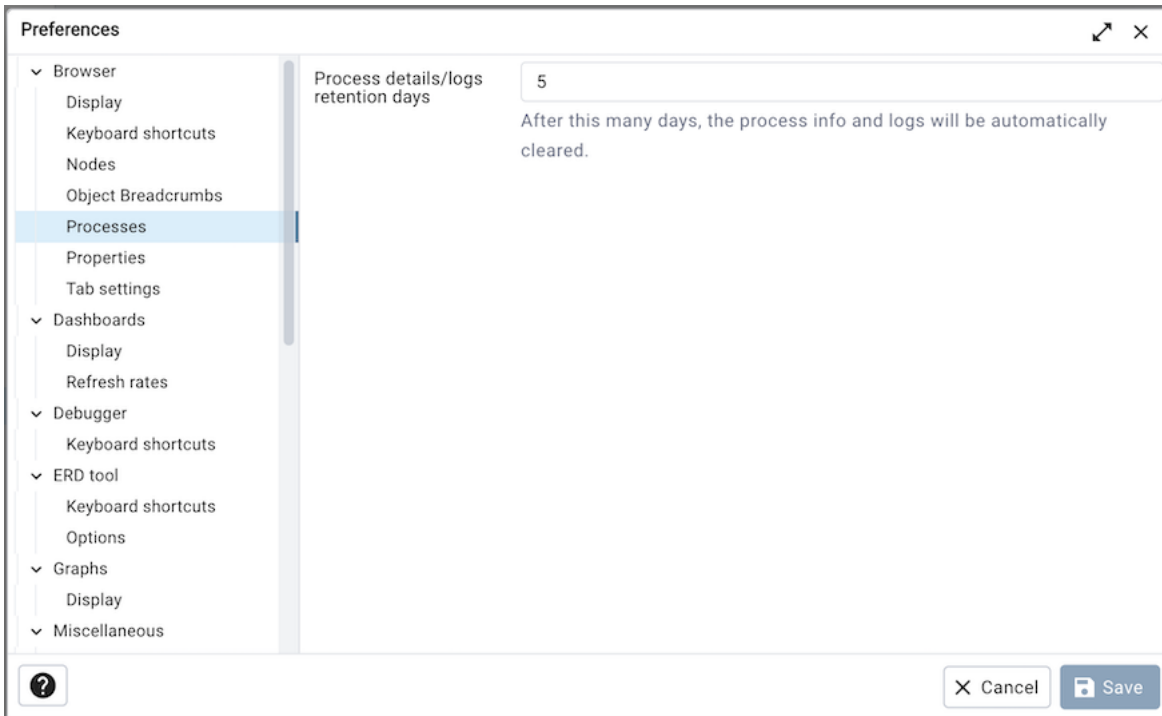 Preferences
Browser
Display
Keyboard shortcuts
Nodes
Object Breadcrumbs
Processes
Properties
Tab settings
Dashboards
Display
Refresh rates
Debugger
Keyboard shortcuts
ERD tool
Keyboard shortcuts
Options
Graphs
Display
Miscellaneous
Process details/logs
retention days
5
After this many days, the process info and logs will be automatically
cleared.
?
Cancel
Save